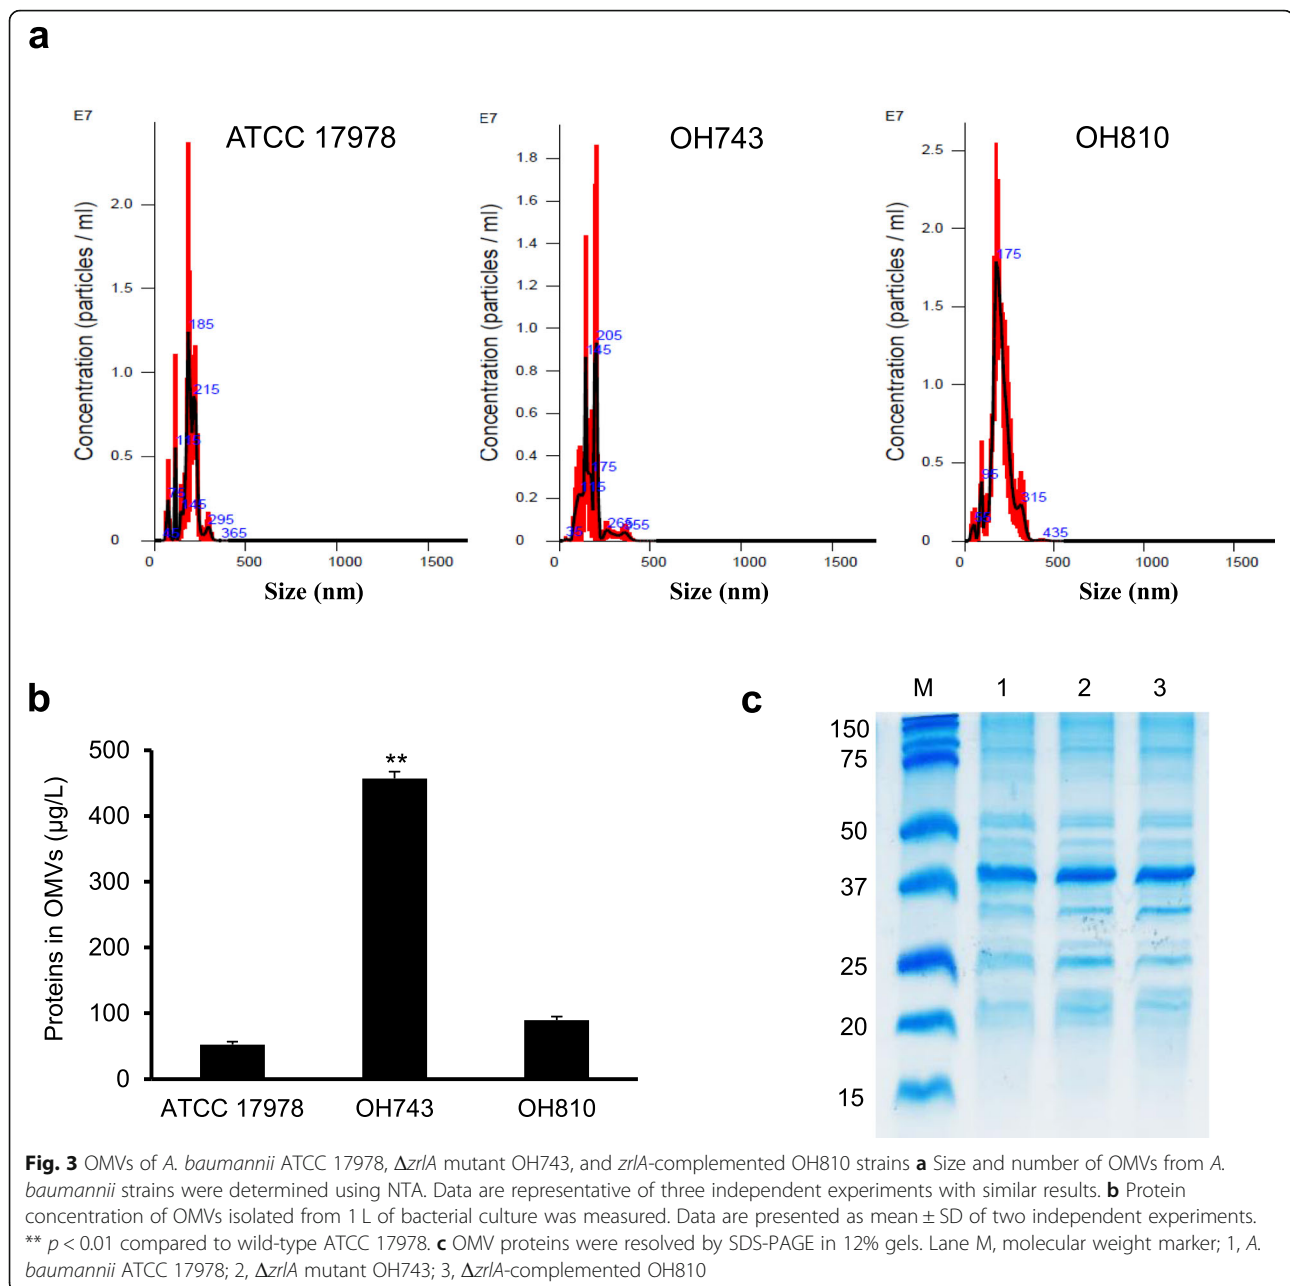 a
E7
ATCC 17978
Concentration (particles / ml)
2.0
1.5
1.0
0.5
0
185
215
145
295
365
0
500
1000
1500
Size (nm)
E7
OH743
Concentration (particles / ml)
1.8
1.6
1.4
1.2
1.0
0.8
0.6
0.4
0.2
0
205
145
175
35
265
0
500
1000
1500
Size (nm)
E7
OH810
Concentration (particles / ml)
2.5
2.0
1.5
1.0
0.5
0
175
95
315
435
0
500
1000
1500
Size (nm)
b
Proteins in OMVs (µg/L)
500
400
300
200
100
0
**
ATCC 17978 OH743 OH810
c
M 1 2 3
150
75
50
37
25
20
15
Fig. 3 OMVs of A. baumannii ATCC 17978, ΔzrlA mutant OH743, and zrlA-complemented OH810 strains a Size and number of OMVs from A.
baumannii strains were determined using NTA. Data are representative of three independent experiments with similar results. b Protein
concentration of OMVs isolated from 1 L of bacterial culture was measured. Data are presented as mean ± SD of two independent experiments.
** p < 0.01 compared to wild-type ATCC 17978. c OMV proteins were resolved by SDS-PAGE in 12% gels. Lane M, molecular weight marker; 1, A.
baumannii ATCC 17978; 2, ΔzrlA mutant OH743; 3, ΔzrlA-complemented OH810